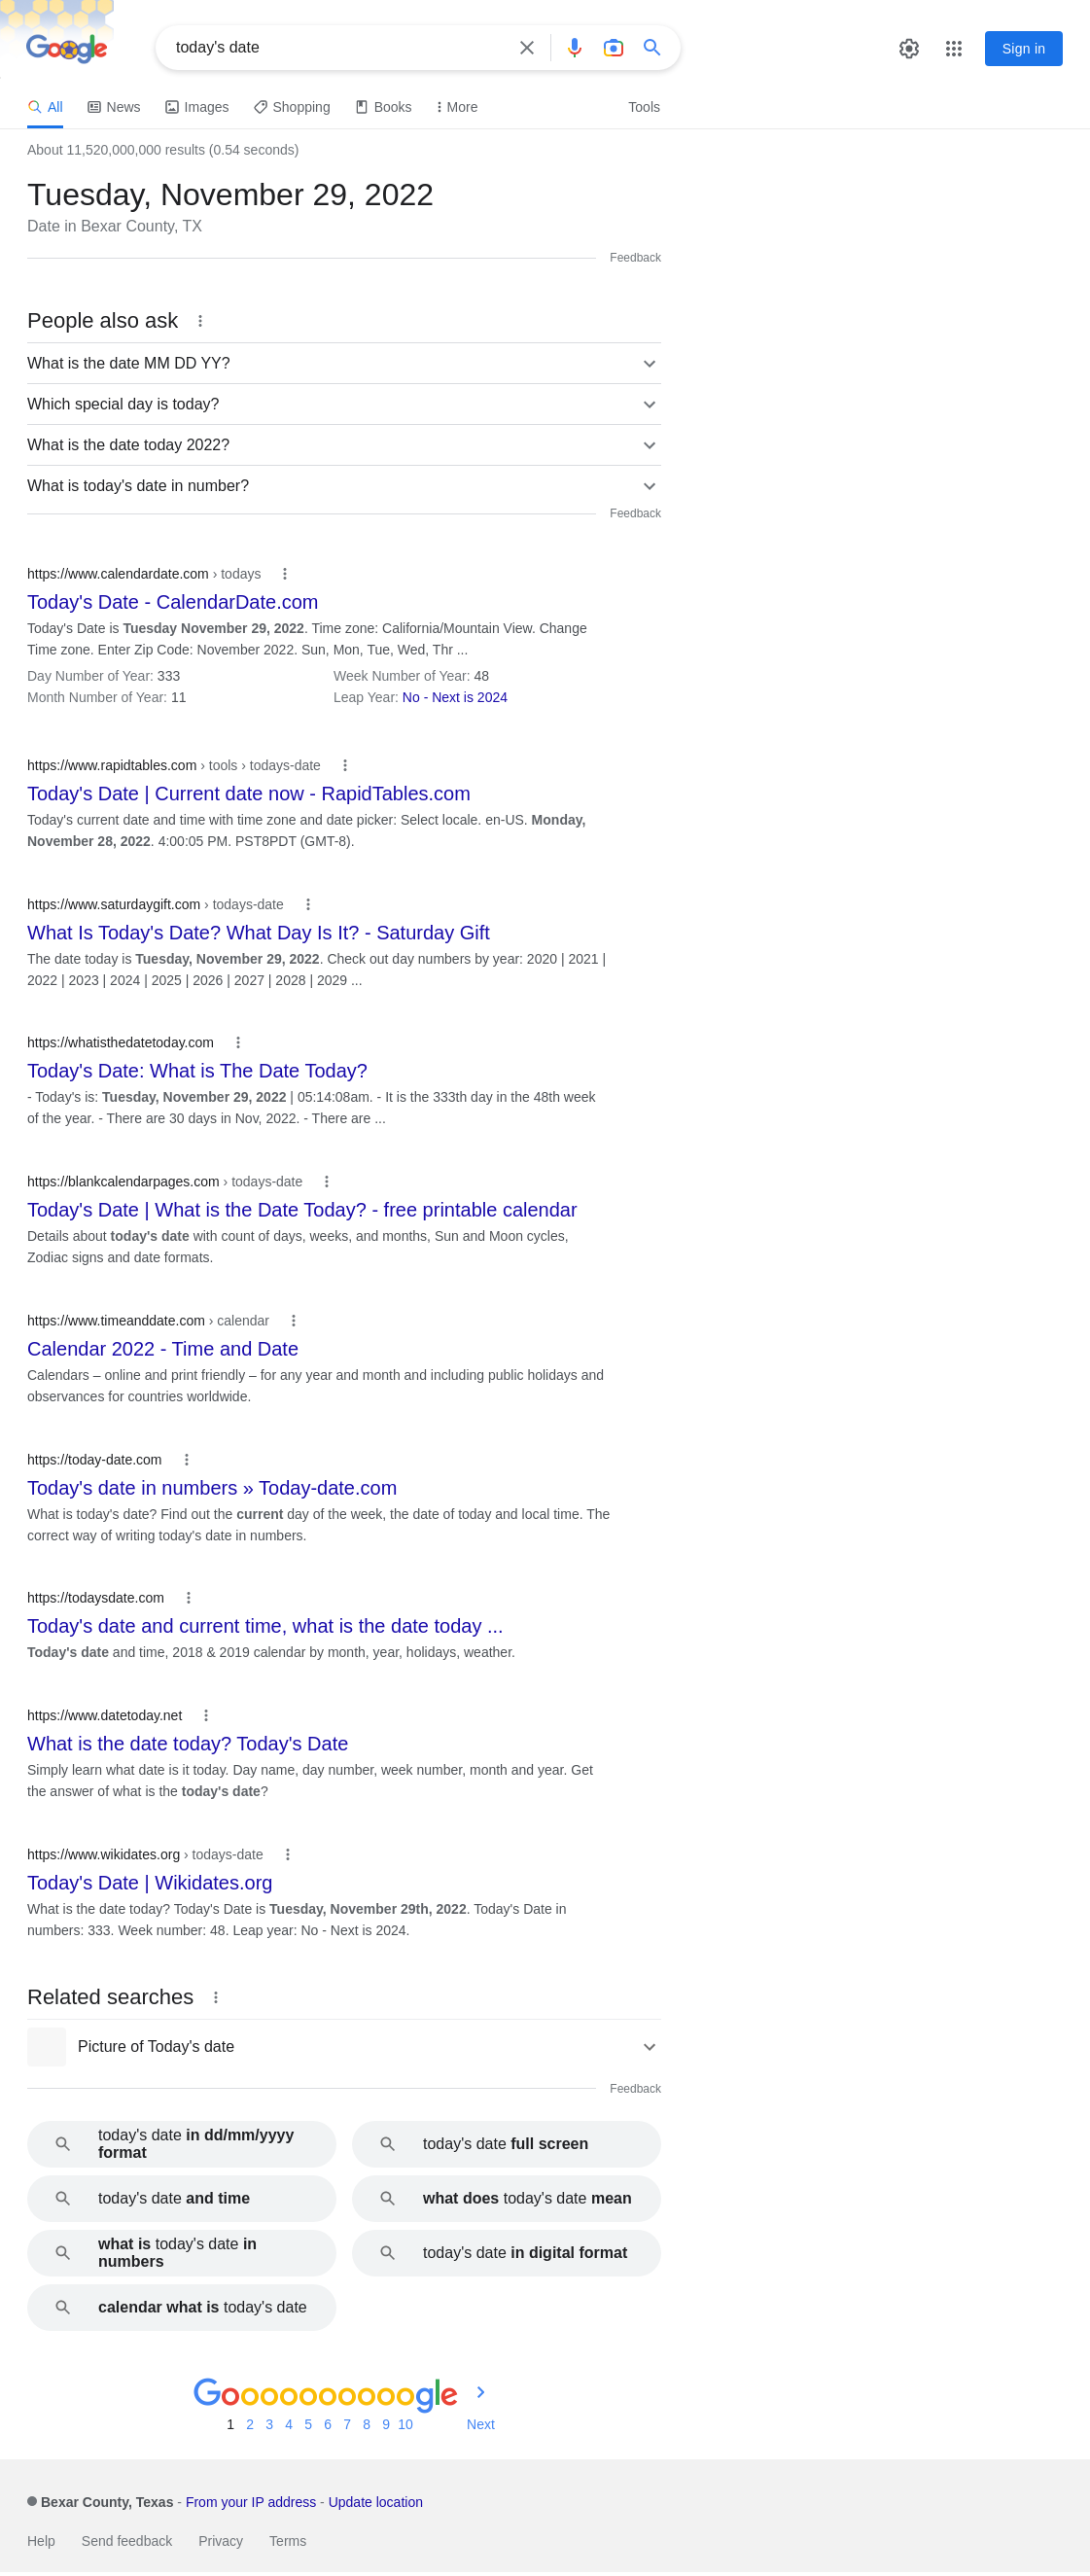 Google
today's date
Sign in
All
News
Images
Shopping
Books
More
Tools
About 11,520,000,000 results (0.54 seconds)
Tuesday, November 29, 2022
Date in Bexar County, TX
Feedback
People also ask
What is the date MM DD YY?
Which special day is today?
What is the date today 2022?
What is today's date in number?
Feedback
https://www.calendardate.com › todays
Today's Date - CalendarDate.com
Today's Date is Tuesday November 29, 2022. Time zone: California/Mountain View. Change
Time zone. Enter Zip Code: November 2022. Sun, Mon, Tue, Wed, Thr ...
Day Number of Year: 333
Week Number of Year: 48
Month Number of Year: 11
Leap Year: No - Next is 2024
https://www.rapidtables.com › tools › todays-date
Today's Date | Current date now - RapidTables.com
Today's current date and time with time zone and date picker: Select locale. en-US. Monday,
November 28, 2022. 4:00:05 PM. PST8PDT (GMT-8).
https://www.saturdaygift.com › todays-date
What Is Today's Date? What Day Is It? - Saturday Gift
The date today is Tuesday, November 29, 2022. Check out day numbers by year: 2020 | 2021 |
2022 | 2023 | 2024 | 2025 | 2026 | 2027 | 2028 | 2029 ...
https://whatisthedatetoday.com
Today's Date: What is The Date Today?
- Today's is: Tuesday, November 29, 2022 | 05:14:08am. - It is the 333th day in the 48th week
of the year. - There are 30 days in Nov, 2022. - There are ...
https://blankcalendarpages.com › todays-date
Today's Date | What is the Date Today? - free printable calendar
Details about today's date with count of days, weeks, and months, Sun and Moon cycles,
Zodiac signs and date formats.
https://www.timeanddate.com › calendar
Calendar 2022 - Time and Date
Calendars – online and print friendly – for any year and month and including public holidays and
observances for countries worldwide.
https://today-date.com
Today's date in numbers » Today-date.com
What is today's date? Find out the current day of the week, the date of today and local time. The
correct way of writing today's date in numbers.
https://todaysdate.com
Today's date and current time, what is the date today ...
Today's date and time, 2018 & 2019 calendar by month, year, holidays, weather.
https://www.datetoday.net
What is the date today? Today's Date
Simply learn what date is it today. Day name, day number, week number, month and year. Get
the answer of what is the today's date?
https://www.wikidates.org › todays-date
Today's Date | Wikidates.org
What is the date today? Today's Date is Tuesday, November 29th, 2022. Today's Date in
numbers: 333. Week number: 48. Leap year: No - Next is 2024.
Related searches
Picture of Today's date
Feedback
today's date in dd/mm/yyyy
format
today's date full screen
today's date and time
what does today's date mean
what is today's date in
numbers
today's date in digital format
calendar what is today's date
Goooooooooogle
1 2 3 4 5 6 7 8 9 10 Next
Bexar County, Texas - From your IP address - Update location
Help Send feedback Privacy Terms